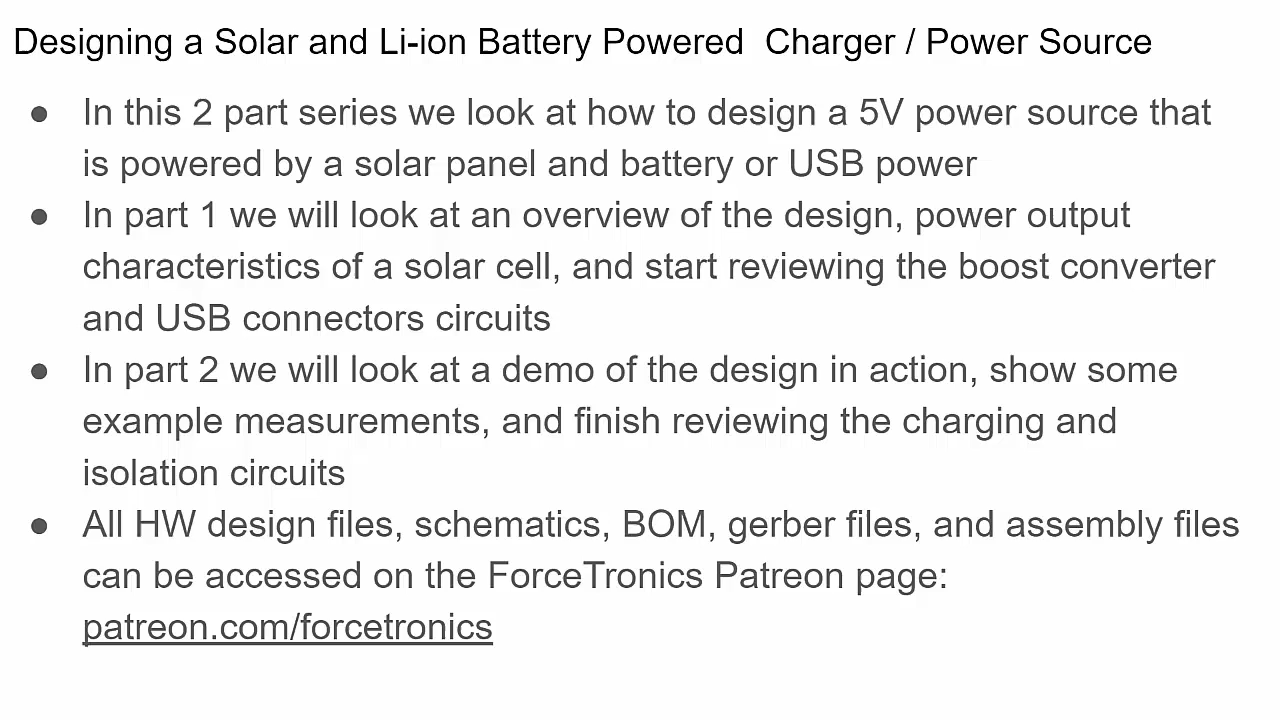 Designing a Solar and Li-ion Battery Powered  Charger / Power Source
● In this 2 part series we look at how to design a 5V power source that
is powered by a solar panel and battery or USB power
● In part 1 we will look at an overview of the design, power output
characteristics of a solar cell, and start reviewing the boost converter
and USB connectors circuits
● In part 2 we will look at a demo of the design in action, show some
example measurements, and finish reviewing the charging and
isolation circuits
● All HW design files, schematics, BOM, gerber files, and assembly files
can be accessed on the ForceTronics Patreon page:
patreon.com/forcetronics